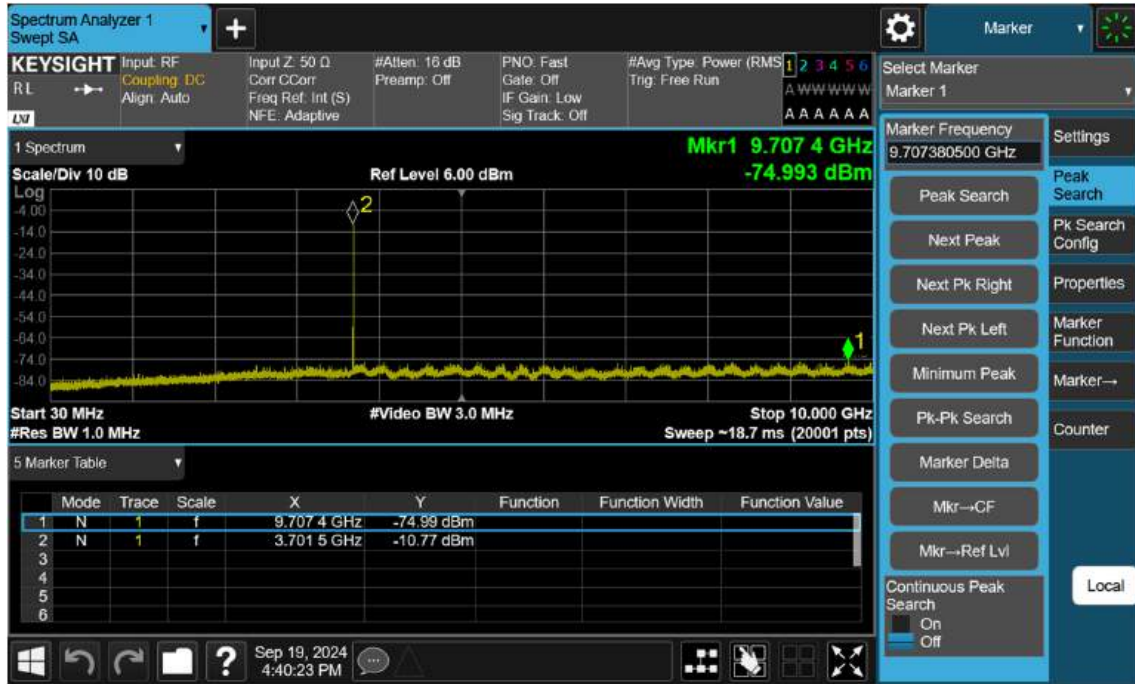 Spectrum Analyzer 1
Swept SA
+
Marker
KEYSIGHT
RL
LXI
Input: RF
Coupling: DC
Align: Auto
Input Z: 50 Ω
Corr CCorr
Freq Ref: Int (S)
NFE: Adaptive
#Atten: 16 dB
Preamp: Off
PNO: Fast
Gate: Off
IF Gain: Low
Sig Track: Off
#Avg Type: Power (RMS
Trig: Free Run
1 2 3 4 5 6
A W W W W W
A A A A A A
Select Marker
Marker 1
1 Spectrum
Scale/Div 10 dB
Ref Level 6.00 dBm
Mkr1 9.707 4 GHz
-74.993 dBm
Log
-4.00
-14.0
-24.0
-34.0
-44.0
-54.0
-64.0
-74.0
-84.0
2
1
Start 30 MHz
#Video BW 3.0 MHz
Stop 10.000 GHz
#Res BW 1.0 MHz
Sweep ~18.7 ms (20001 pts)
5 Marker Table
Mode Trace Scale X Y Function Function Width Function Value
1 N 1 f 9.707 4 GHz -74.99 dBm
2 N 1 f 3.701 5 GHz -10.77 dBm
3
4
5
6
Marker Frequency
9.707380500 GHz
Peak Search
Next Peak
Next Pk Right
Next Pk Left
Minimum Peak
Pk-Pk Search
Marker Delta
Mkr→CF
Mkr→Ref Lvl
Continuous Peak
Search
On
Off
Settings
Peak
Search
Pk Search
Config
Properties
Marker
Function
Marker→
Counter
Local
?
Sep 19, 2024
4:40:23 PM